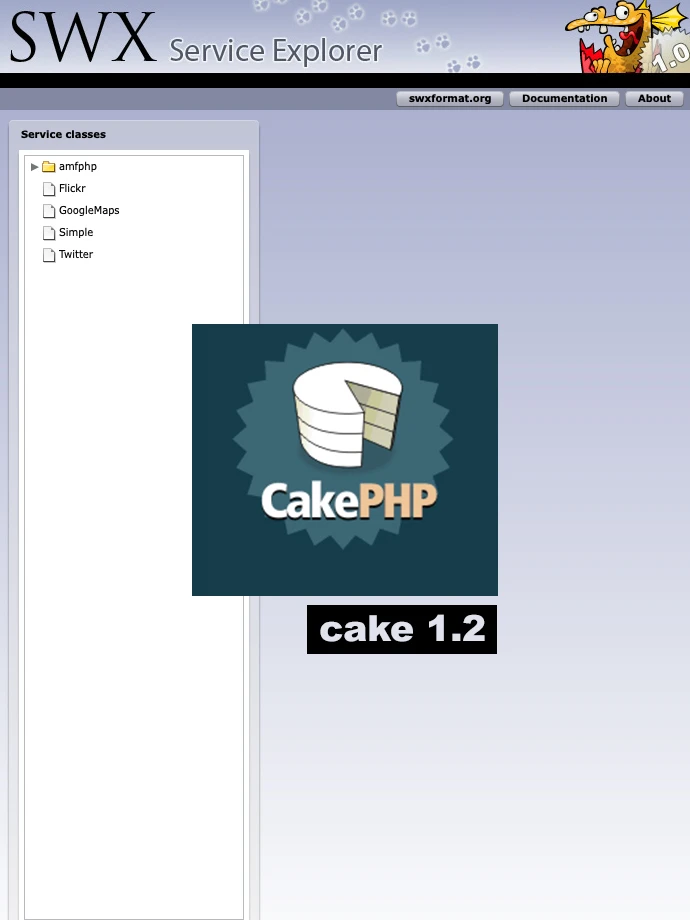 SWX Service Explorer
1.0
swxformat.org Documentation About
Service classes
amfphp
Flickr
GoogleMaps
Simple
Twitter
CakePHP
cake 1.2